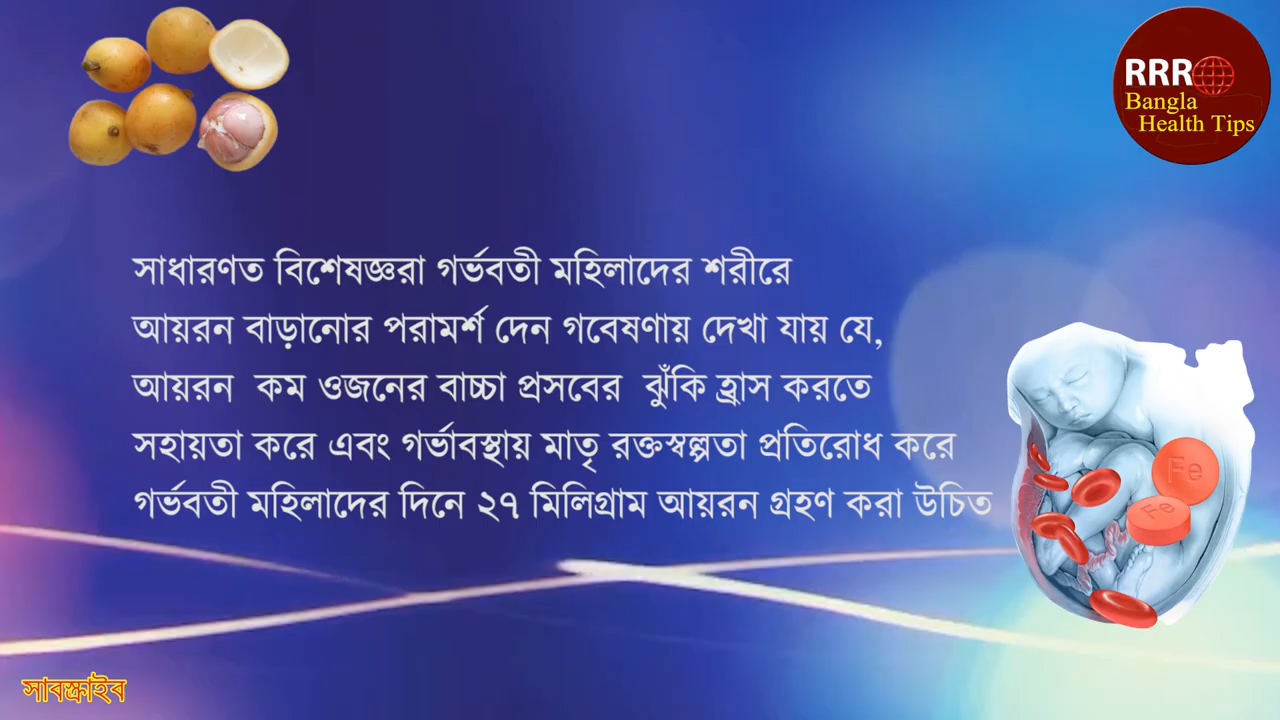 RRR
Bangla
Health Tips
সাধারণত বিশেষজ্ঞরা গর্ভবতী মহিলাদের শরীরে
আয়রন বাড়ানোর পরামর্শ দেন গবেষণায় দেখা যায় যে,
আয়রন কম ওজনের বাচ্চা প্রসবের ঝুঁকি হ্রাস করতে
সহায়তা করে এবং গর্ভাবস্থায় মাতৃ রক্তস্বল্পতা প্রতিরোধ করে
গর্ভবতী মহিলাদের দিনে ২৭ মিলিগ্রাম আয়রন গ্রহণ করা উচিত
Fe
Fe
সাবস্ক্রাইব